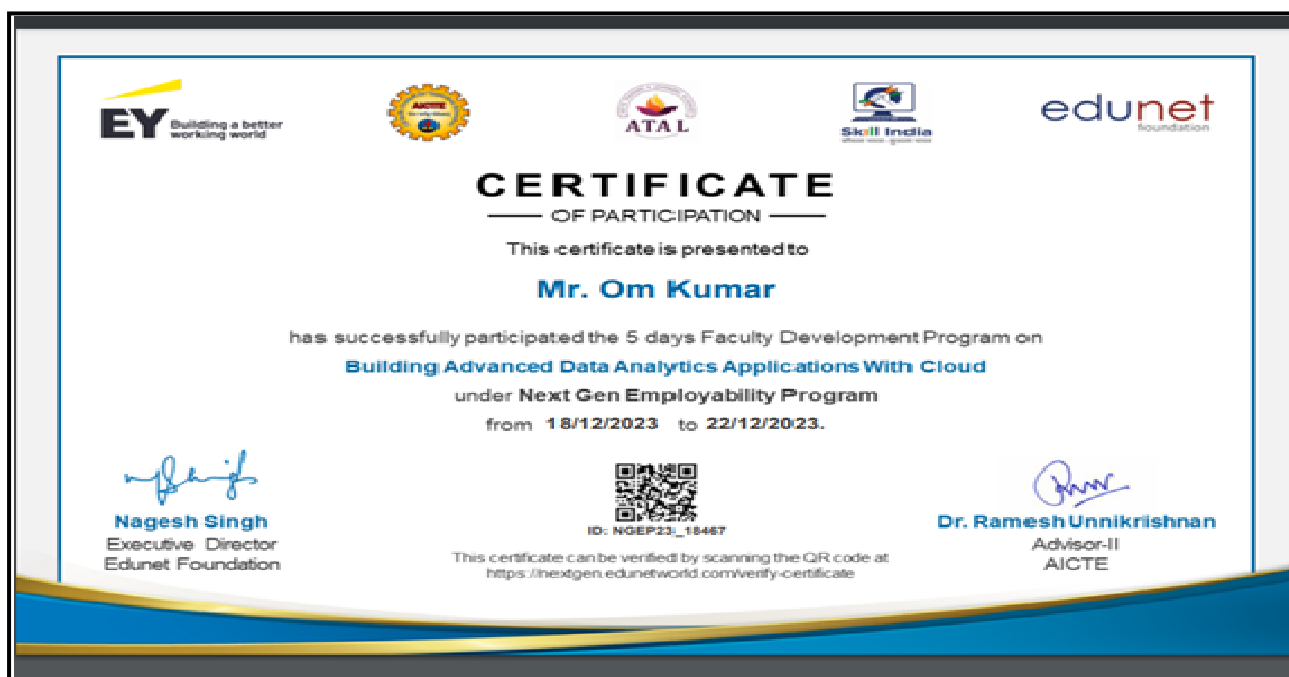 EY Building a better
working world
AICTE
ATAL
Skill India
edunet
foundation
CERTIFICATE
OF PARTICIPATION
This certificate is presented to
Mr. Om Kumar
has successfully participated the 5 days Faculty Development Program on
Building Advanced Data Analytics Applications With Cloud
under Next Gen Employability Program
from 18/12/2023 to 22/12/2023.
Nagesh Singh
Executive Director
Edunet Foundation
ID: NGEP23_18467
This certificate can be verified by scanning the QR code at
https://nextgen.edunetworld.com/verify-certificate
Dr. Ramesh Unnikrishnan
Advisor-II
AICTE